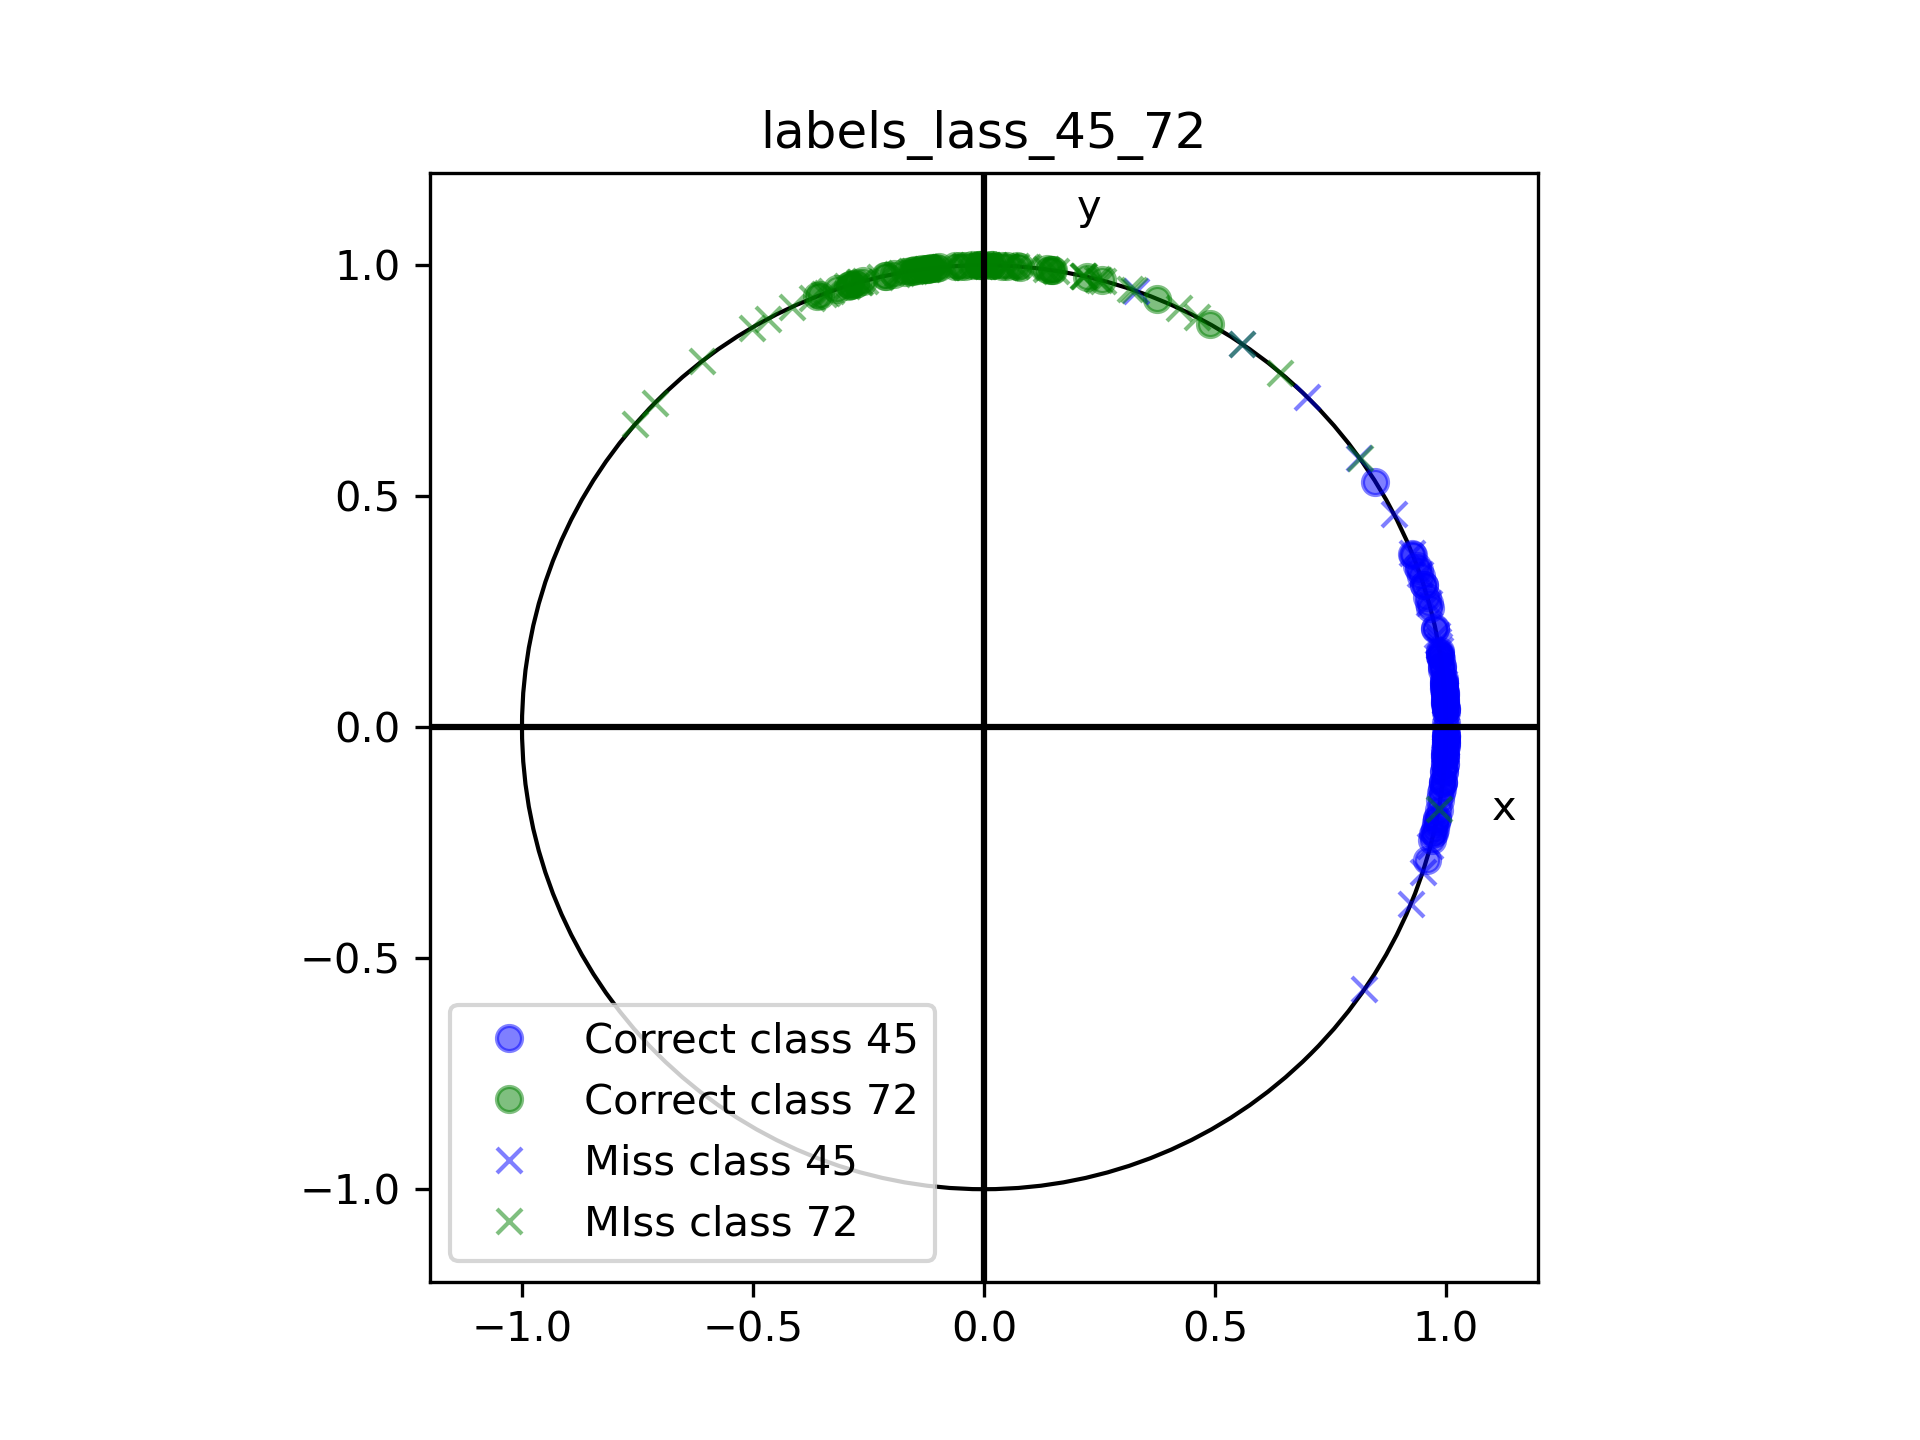 labels_lass_45_72
y
1.0
0.5
0.0
−0.5
−1.0
x
Correct class 45
Correct class 72
Miss class 45
MIss class 72
−1.0 −0.5 0.0 0.5 1.0